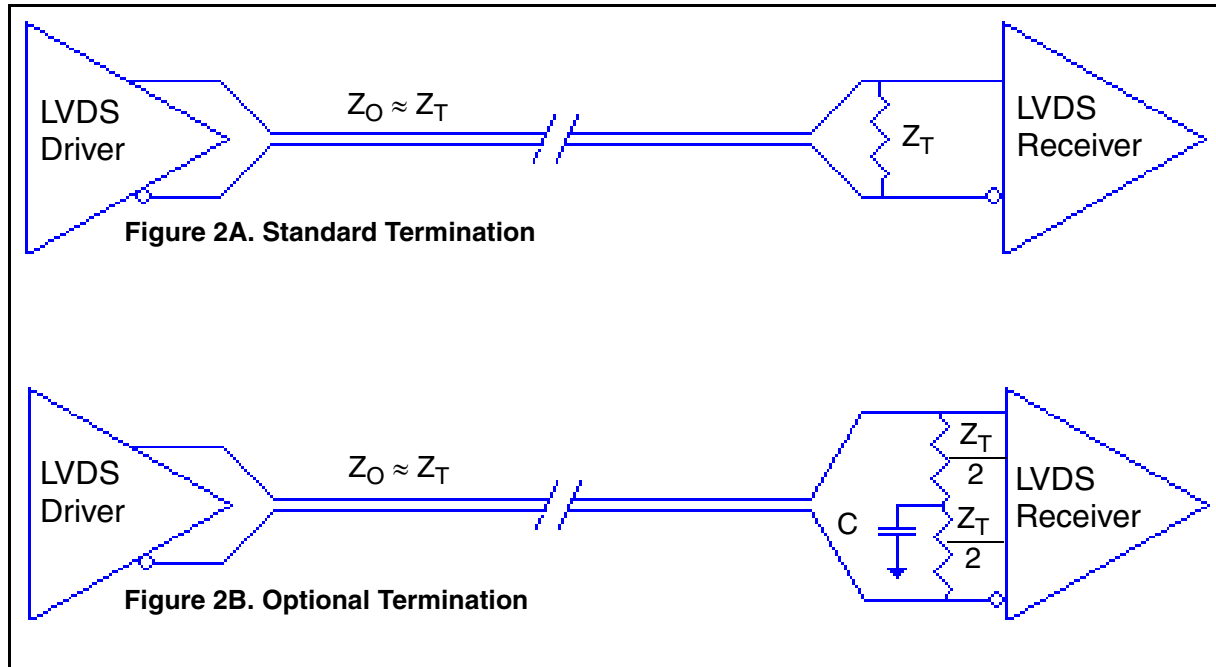 LVDS
Driver
Z_O ≈ Z_T
Z_T
LVDS
Receiver
Figure 2A. Standard Termination
LVDS
Driver
Z_O ≈ Z_T
C
Z_T
2
Z_T
2
LVDS
Receiver
Figure 2B. Optional Termination